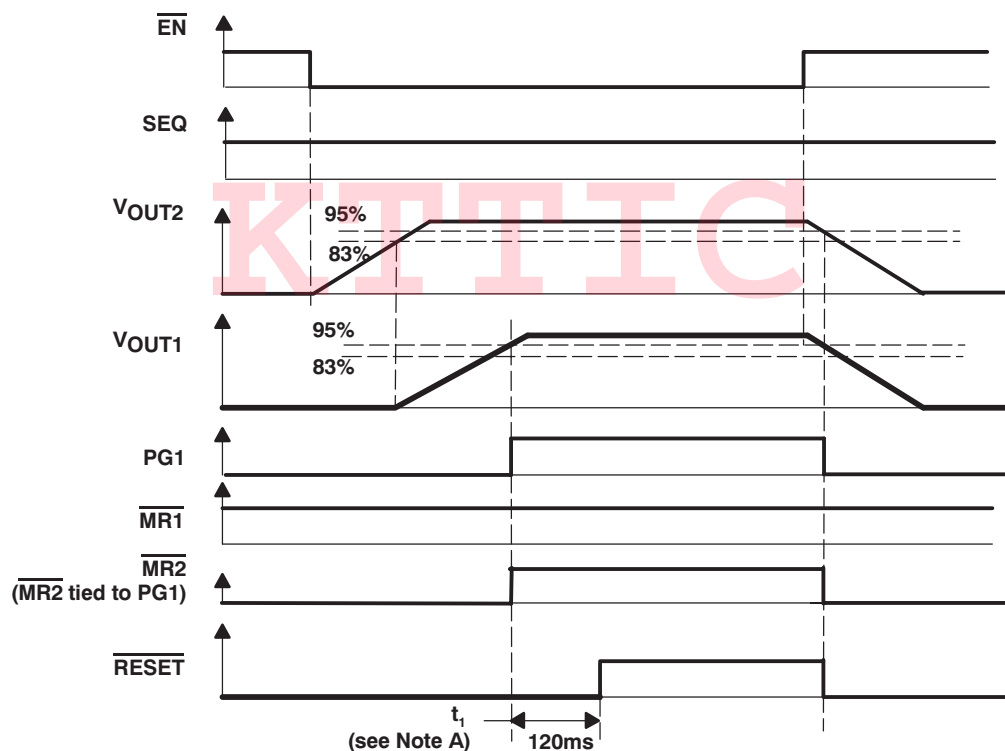 EN
SEQ
VOUT2
95%
83%
KTTIC
VOUT1
95%
83%
PG1
MR1
MR2
(MR2 tied to PG1)
RESET
t1
(see Note A)
120ms